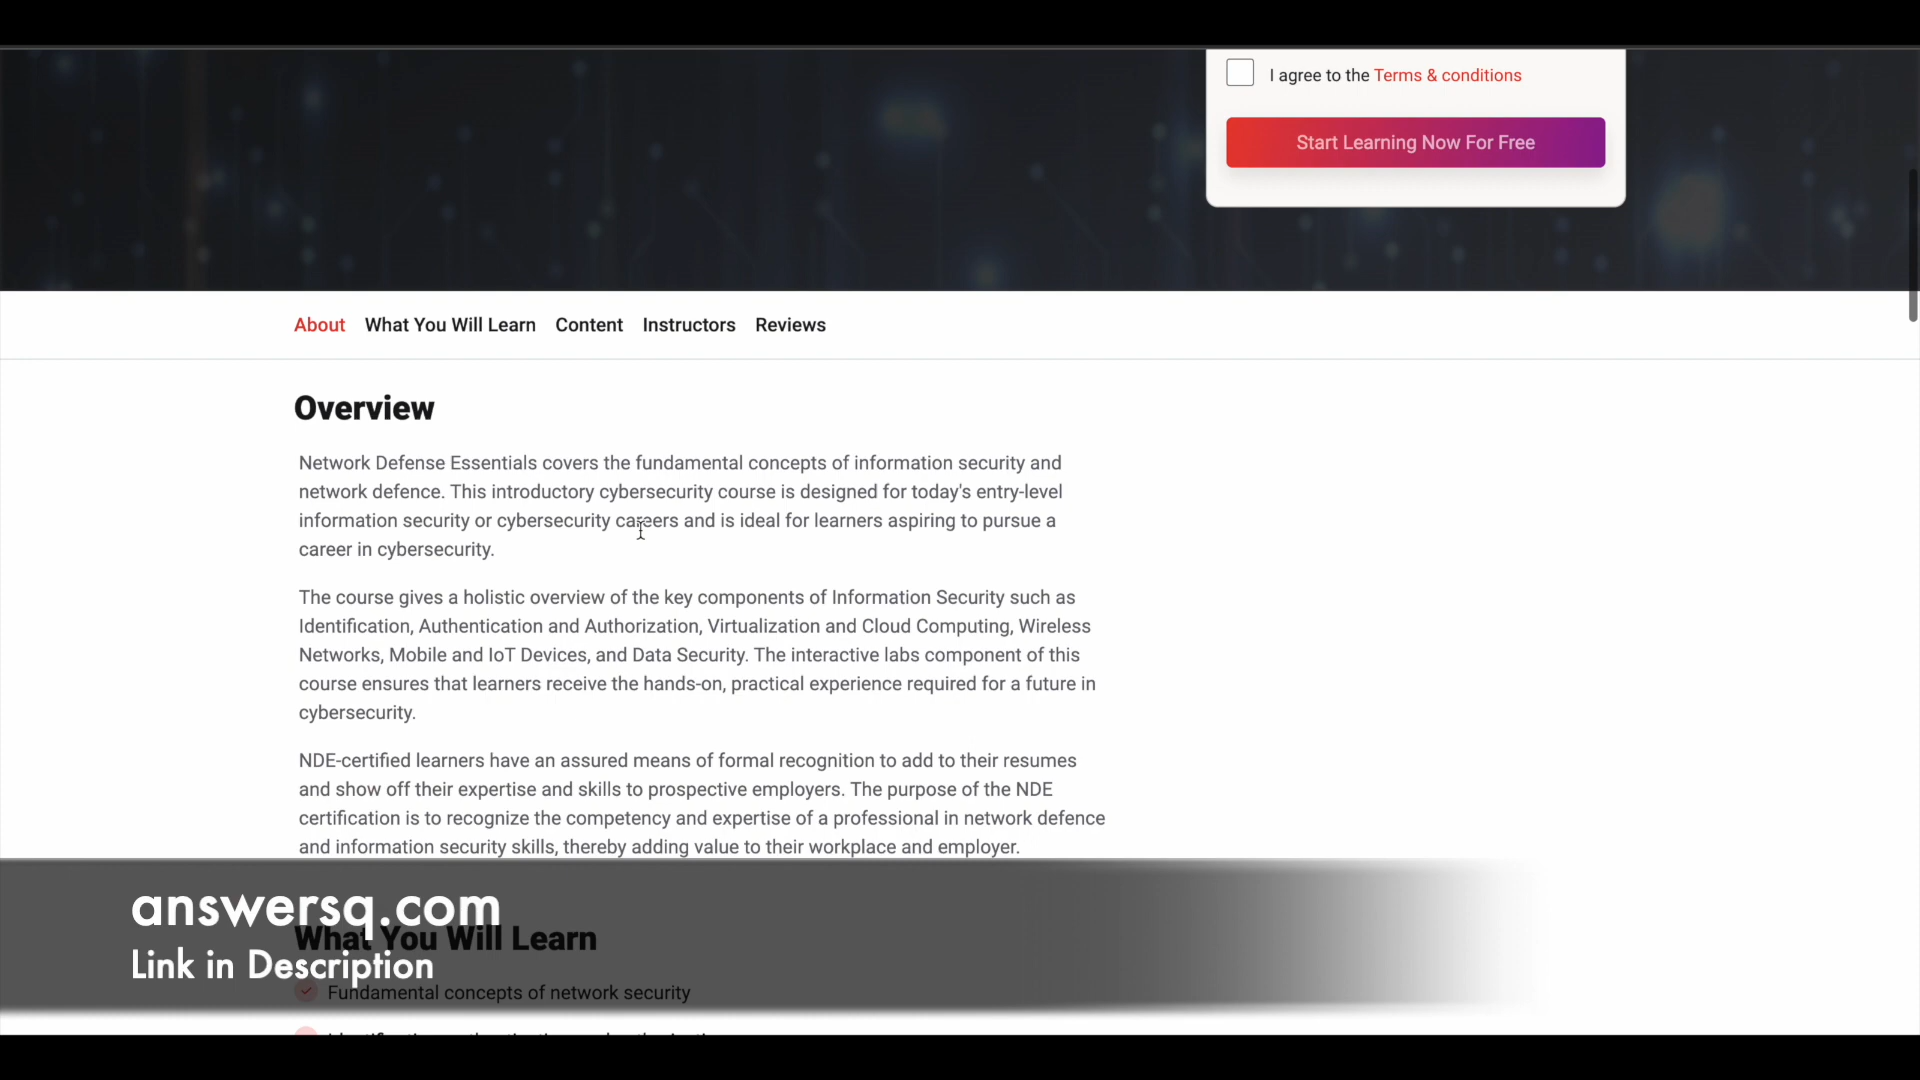 I agree to the Terms & conditions
Start Learning Now For Free
About What You Will Learn Content Instructors Reviews
Overview
Network Defense Essentials covers the fundamental concepts of information security and
network defence. This introductory cybersecurity course is designed for today's entry-level
information security or cybersecurity careers and is ideal for learners aspiring to pursue a
career in cybersecurity.
The course gives a holistic overview of the key components of Information Security such as
Identification, Authentication and Authorization, Virtualization and Cloud Computing, Wireless
Networks, Mobile and IoT Devices, and Data Security. The interactive labs component of this
course ensures that learners receive the hands-on, practical experience required for a future in
cybersecurity.
NDE-certified learners have an assured means of formal recognition to add to their resumes
and show off their expertise and skills to prospective employers. The purpose of the NDE
certification is to recognize the competency and expertise of a professional in network defence
and information security skills, thereby adding value to their workplace and employer.
answersq.com
What You Will Learn
Link in Description
Fundamental concepts of network security